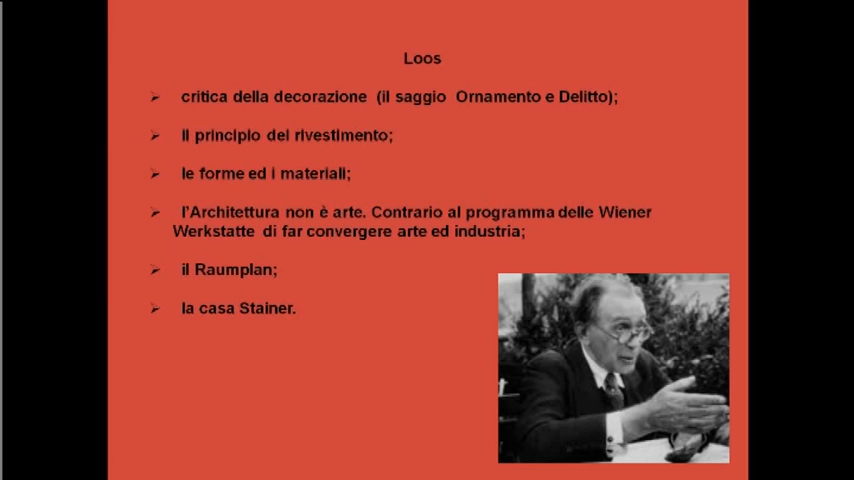 Loos
critica della decorazione (il saggio Ornamento e Delitto);
il principio del rivestimento;
le forme ed i materiali;
l'Architettura non è arte. Contrario al programma delle Wiener
Werkstatte di far convergere arte ed industria;
il Raumplan;
la casa Stainer.